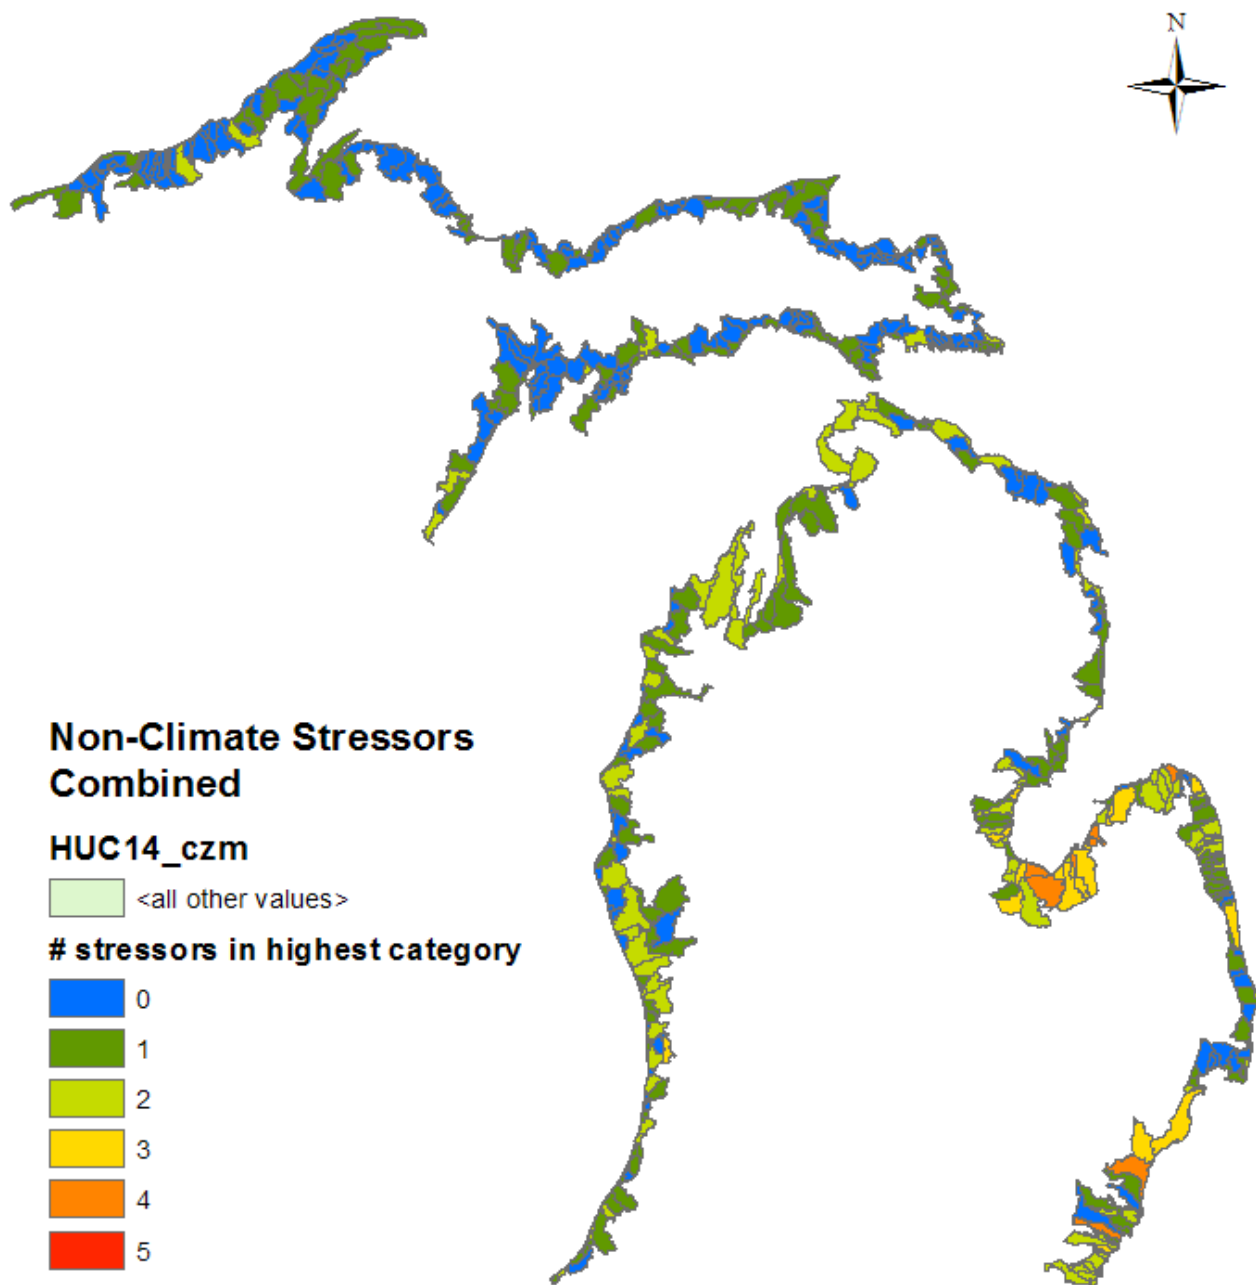 N
Non-Climate Stressors
Combined
HUC14_czm
<all other values>
# stressors in highest category
0
1
2
3
4
5